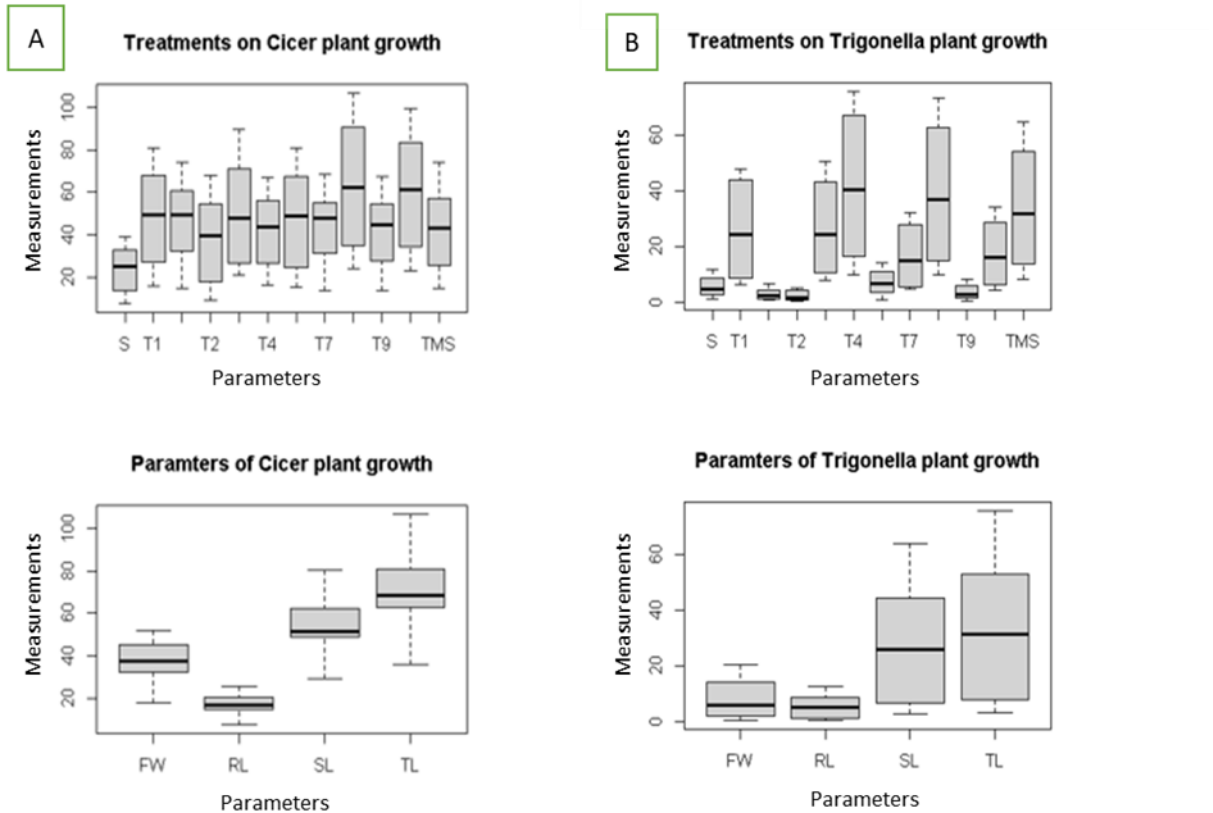 A
Treatments on Cicer plant growth
Measurements
100
80
60
40
20
S T1 T2 T4 T7 T9 TMS
Parameters
B
Treatments on Trigonella plant growth
Measurements
60
40
20
0
S T1 T2 T4 T7 T9 TMS
Parameters
Paramters of Cicer plant growth
Measurements
100
80
60
40
20
FW RL SL TL
Parameters
Paramters of Trigonella plant growth
Measurements
60
40
20
0
FW RL SL TL
Parameters